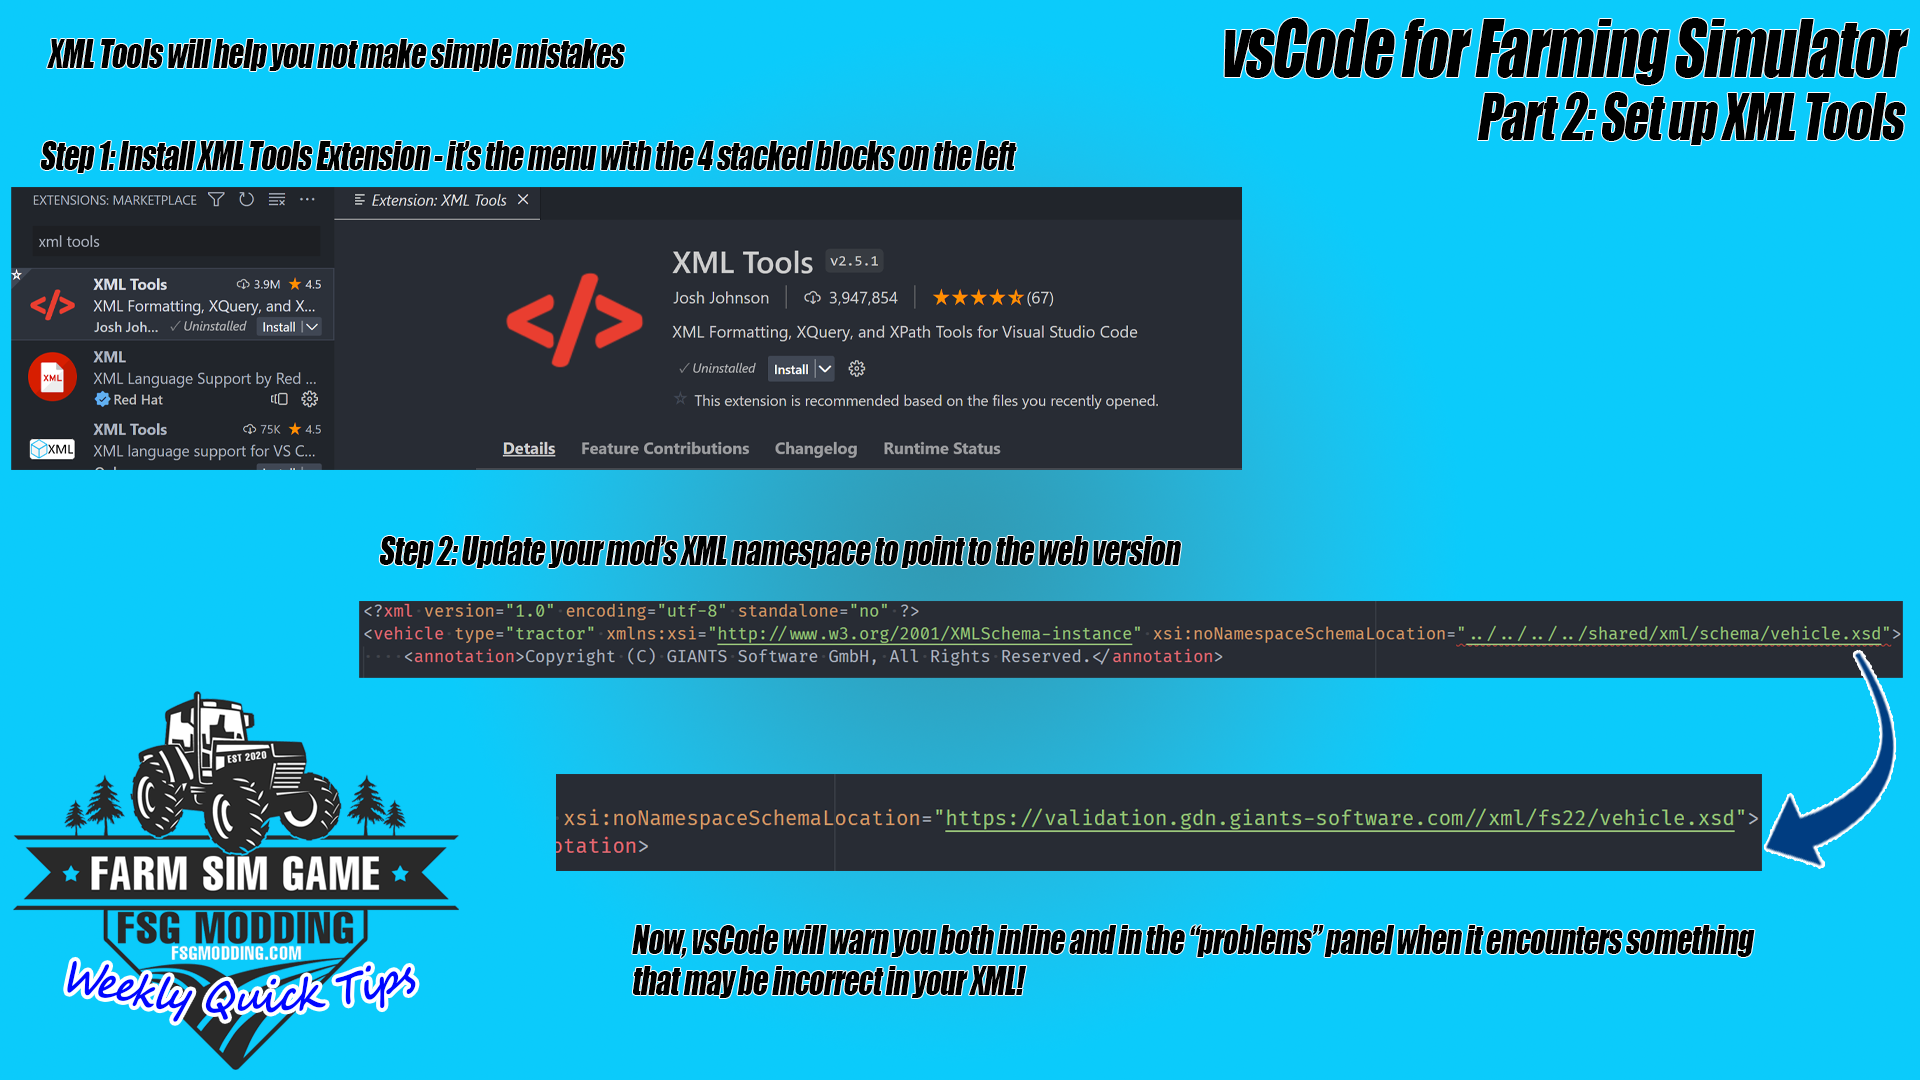 XML Tools will help you not make simple mistakes
vsCode for Farming Simulator
Part 2: Set up XML Tools
Step 1: Install XML Tools Extension - it's the menu with the 4 stacked blocks on the left
EXTENSIONS: MARKETPLACE
xml tools
XML Tools 3.9M ★ 4.5
XML Formatting, XQuery, and X...
Josh Joh... ✓ Uninstalled Install
XML
XML Language Support by Red ...
Red Hat
XML Tools 75K ★ 4.5
XML language support for VS C...
XML
XML
Extension: XML Tools ×
</>
XML Tools v2.5.1
Josh Johnson | 3,947,854 | (67)
XML Formatting, XQuery, and XPath Tools for Visual Studio Code
✓ Uninstalled Install
This extension is recommended based on the files you recently opened.
Details Feature Contributions Changelog Runtime Status
Step 2: Update your mod's XML namespace to point to the web version
<?xml version="1.0" encoding="utf-8" standalone="no" ?>
<vehicle type="tractor" xmlns:xsi="http://www.w3.org/2001/XMLSchema-instance" xsi:noNamespaceSchemaLocation="../../../../shared/xml/schema/vehicle.xsd">
<annotation>Copyright (C) GIANTS Software GmbH, All Rights Reserved.</annotation>
xsi:noNamespaceSchemaLocation="https://validation.gdn.giants-software.com//xml/fs22/vehicle.xsd">
otation>
Now, vsCode will warn you both inline and in the “problems” panel when it encounters something
that may be incorrect in your XML!
EST 2020
FARM SIM GAME
FSG MODDING
FSGMODDING.COM
Weekly Quick Tips